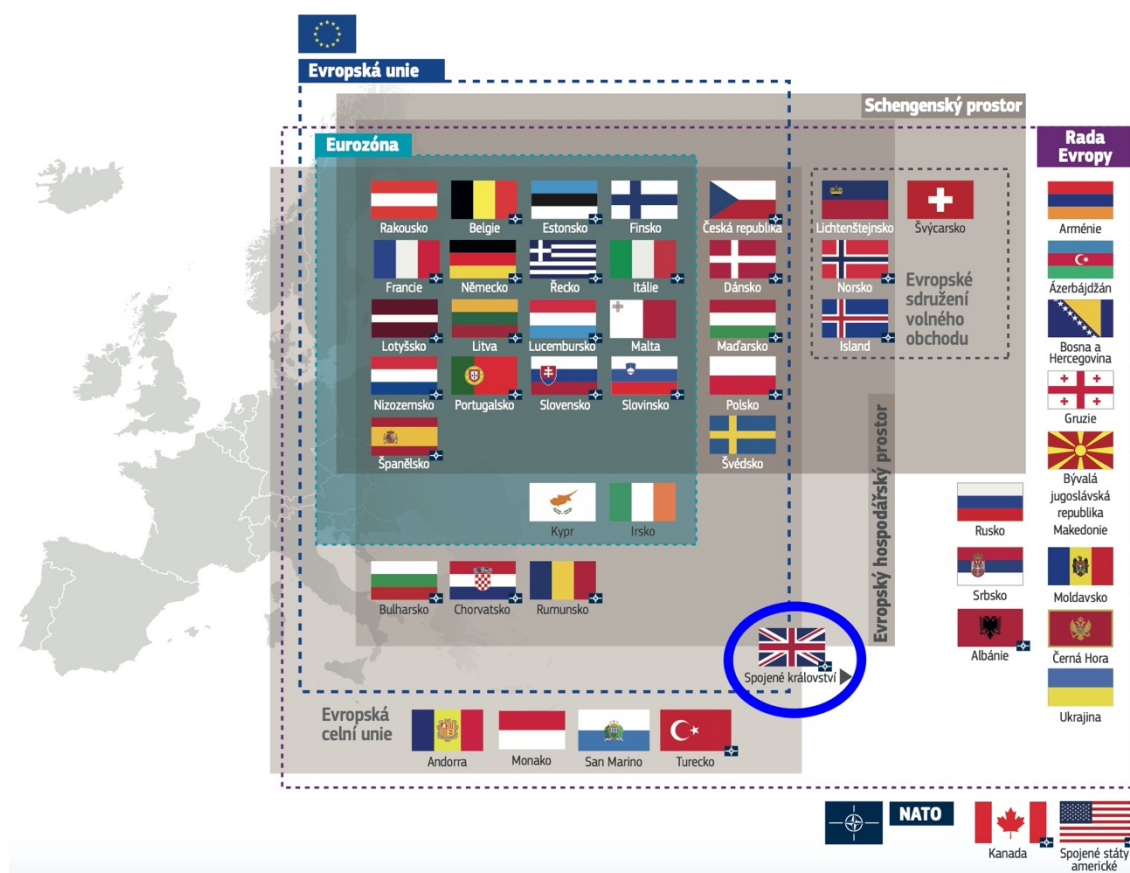 Evropská unie
Schengenský prostor
Eurozóna
Rada
Evropy
Rakousko
Belgie
Estonsko
Finsko
Česká republika
Lichtenštejnsko
Švýcarsko
Arménie
Francie
Německo
Řecko
Itálie
Dánsko
Norsko
Evropské
sdružení
volného
obchodu
Ázerbájdžán
Lotyšsko
Litva
Lucembursko
Malta
Maďarsko
Island
Bosna a
Hercegovina
Nizozemsko
Portugalsko
Slovensko
Slovinsko
Polsko
Gruzie
Španělsko
Švédsko
Evropský hospodářský prostor
Bývalá
jugoslávská
republika
Makedonie
Kypr
Irsko
Rusko
Bulharsko
Chorvatsko
Rumunsko
Srbsko
Moldavsko
Spojené království
Albánie
Černá Hora
Ukrajina
Evropská
celní unie
Andorra
Monako
San Marino
Turecko
NATO
Kanada
Spojené státy
americké